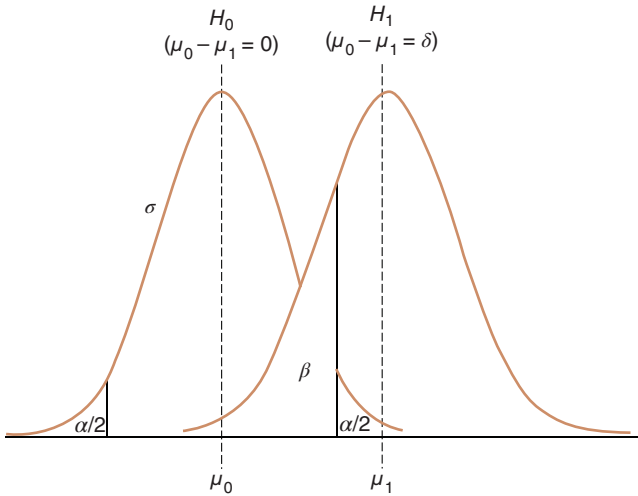 H₀ H₁
(μ₀ – μ₁ = 0) (μ₀ – μ₁ = δ)
σ
β
α/2 α/2
μ₀ μ₁